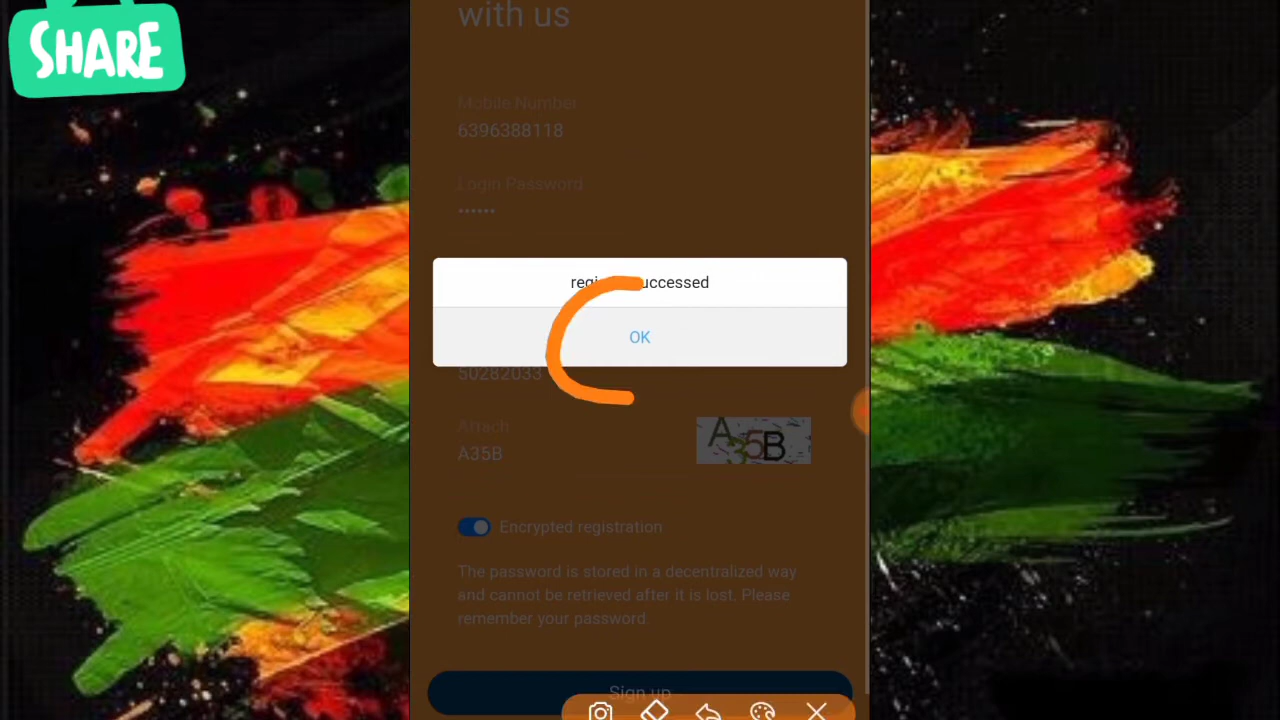 SHARE
with us
Mobile Number
6396388118
Login Password
••••••
OK
50282033
Attach
A35B
A35B
Encrypted registration
The password is stored in a decentralized way
and cannot be retrieved after it is lost. Please
remember your password.
Sign up